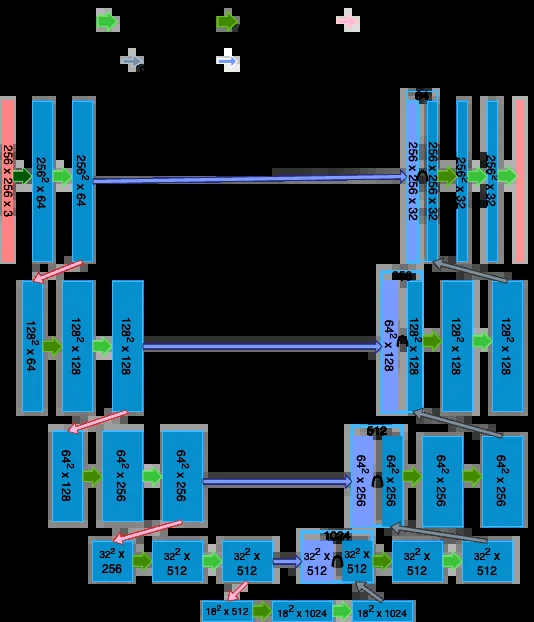 64
256 x 256 x 3
256² x 64
256² x 64
256 x 256 x 32
256 x 256 x 32
256² x 32
256² x 32
128² x 64
128² x 128
128² x 128
64² x 128
128² x 128
128² x 128
128² x 128
512
64² x 128
64² x 256
64² x 256
64² x 256
64² x 256
64² x 256
64² x 256
1024
32² x
256
32² x
512
32² x
512
32² x
512
32² x
512
32² x
512
32² x
512
18² x 512
18² x 1024
18² x 1024